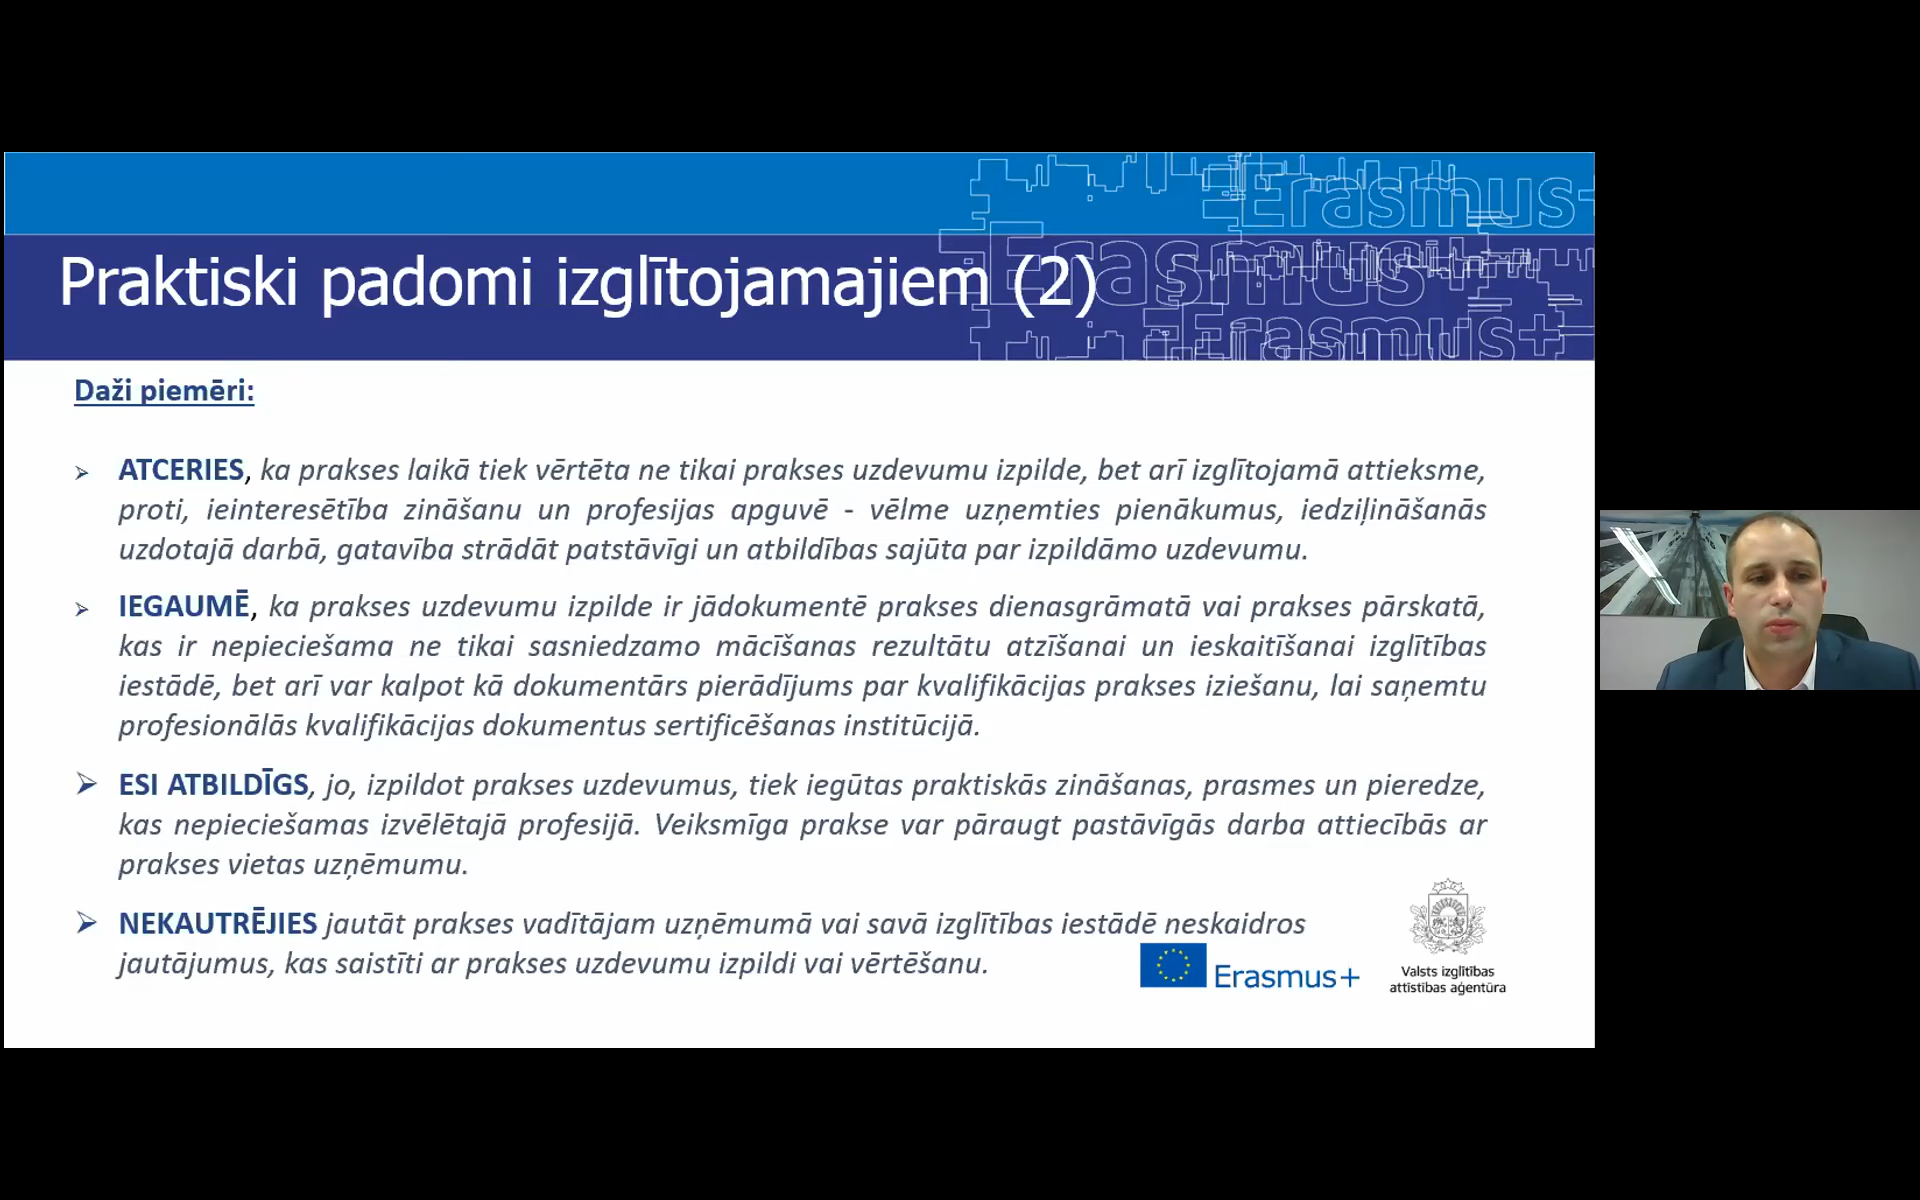 Erasmus+
Erasmus+
Erasmus+
Praktiski padomi izglītojamajiem (2)
Daži piemēri:
ATCERIES, ka prakses laikā tiek vērtēta ne tikai prakses uzdevumu izpilde, bet arī izglītojamā attieksme,
proti, ieinteresētība zināšanu un profesijas apguvē - vēlme uzņemties pienākumus, iedziļināšanās
uzdotajā darbā, gatavība strādāt patstāvīgi un atbildības sajūta par izpildāmo uzdevumu.
IEGAUMĒ, ka prakses uzdevumu izpilde ir jādokumentē prakses dienasgrāmatā vai prakses pārskatā,
kas ir nepieciešama ne tikai sasniedzamo mācīšanas rezultātu atzīšanai un ieskaitīšanai izglītības
iestādē, bet arī var kalpot kā dokumentārs pierādījums par kvalifikācijas prakses iziešanu, lai saņemtu
profesionālās kvalifikācijas dokumentus sertificēšanas institūcijā.
ESI ATBILDĪGS, jo, izpildot prakses uzdevumus, tiek iegūtas praktiskās zināšanas, prasmes un pieredze,
kas nepieciešamas izvēlētajā profesijā. Veiksmīga prakse var pāraugt pastāvīgās darba attiecībās ar
prakses vietas uzņēmumu.
NEKAUTRĒJIES jautāt prakses vadītājam uzņēmumā vai savā izglītības iestādē neskaidros
jautājumus, kas saistīti ar prakses uzdevumu izpildi vai vērtēšanu.
Erasmus+
Valsts izglītības
attīstības aģentūra